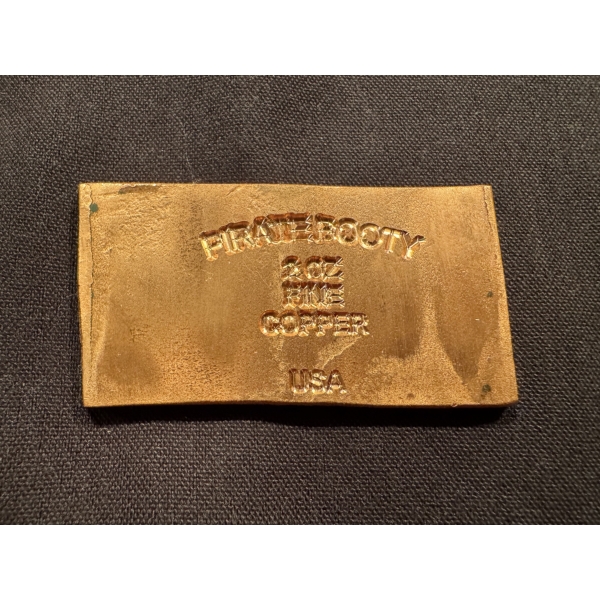 PIRATE BOOTY
2 OZ
FINE
COPPER
USA